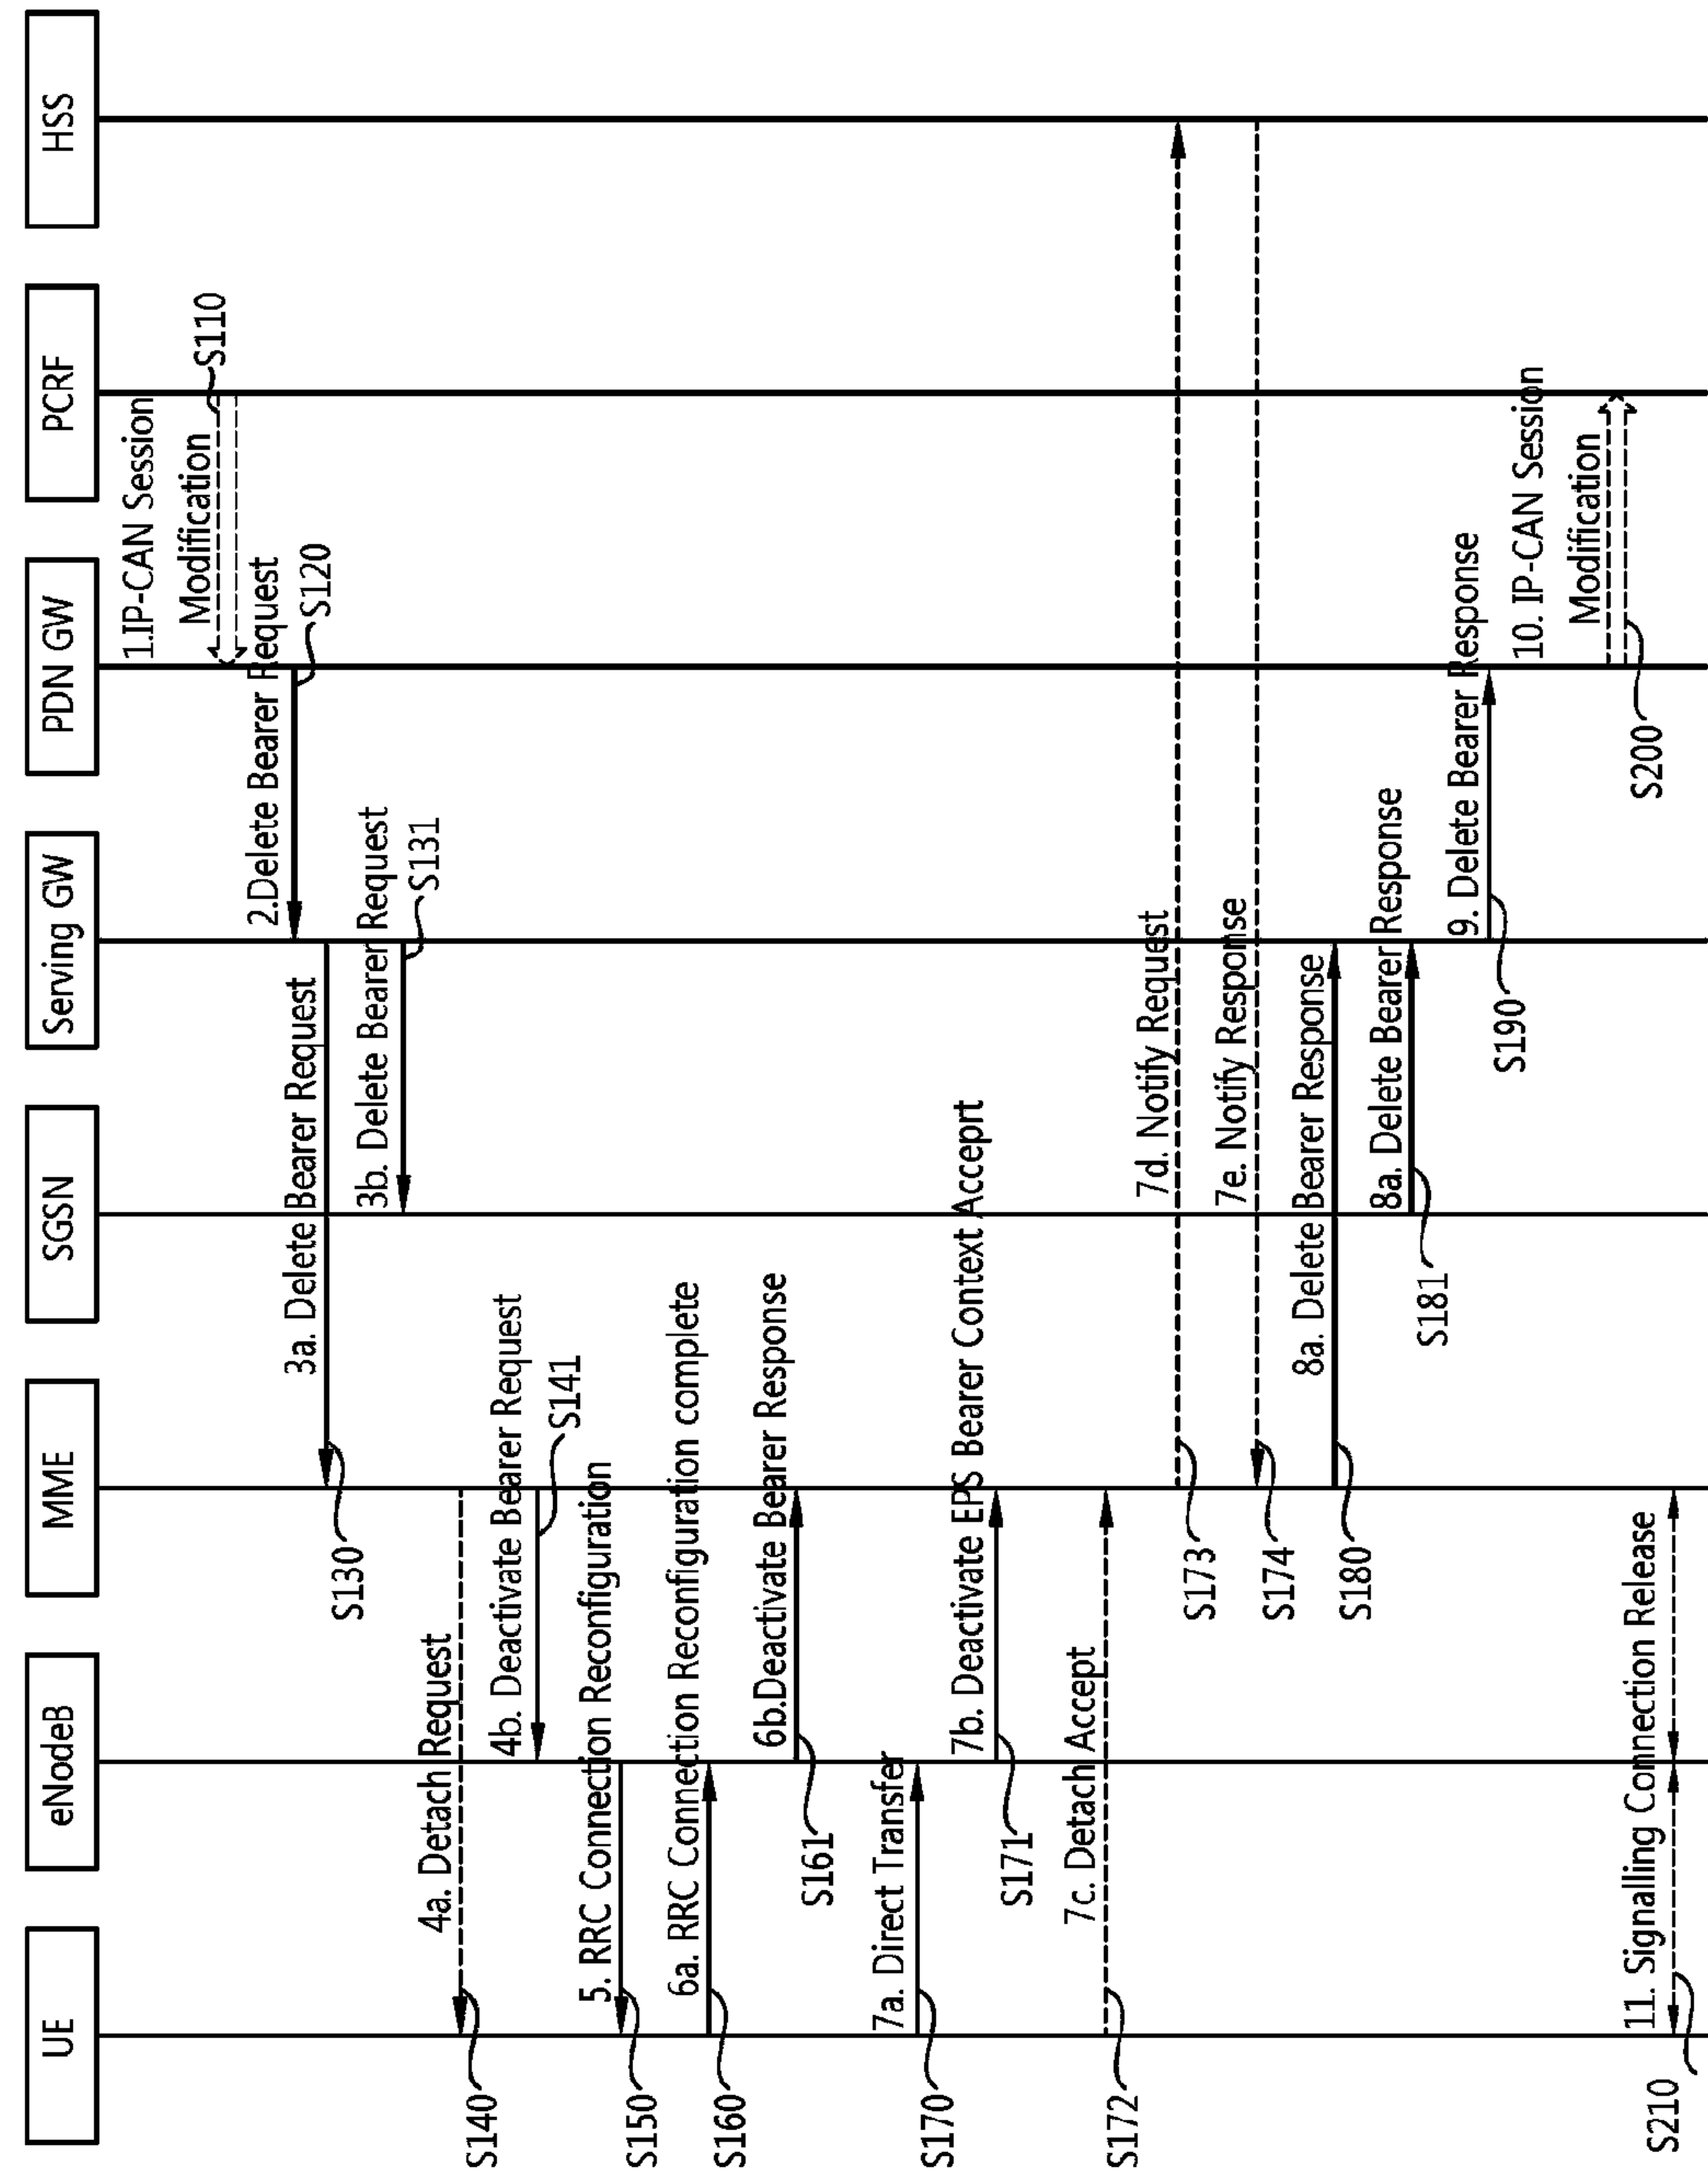 UE
eNodeB
MME
SGSN
Serving GW
PDN GW
PCRF
HSS
1.IP-CAN Session
Modification
S110
2.Delete Bearer Request
S120
3a. Delete Bearer Request
S130
3b. Delete Bearer Request
S131
4a. Detach Request
S140
4b. Deactivate Bearer Request
S141
5. RRC Connection Reconfiguration
S150
6a. RRC Connection Reconfiguration complete
S160
6b.Deactivate Bearer Response
S161
7a. Direct Transfer
S170
7b. Deactivate EPS Bearer Context Acceprt
S171
7c. Detach Accept
S172
7d. Notify Request
S173
7e. Notify Response
S174
8a. Delete Bearer Response
S180
8a. Delete Bearer Response
S181
9. Delete Bearer Response
S190
10. IP-CAN Session
Modification
S200
11. Signalling Connection Release
S210